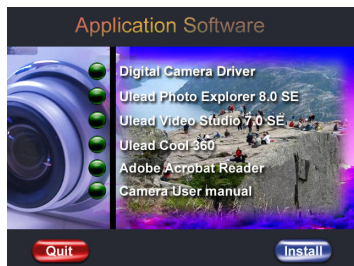 Application Software
Digital Camera Driver
Ulead Photo Explorer 8.0 SE
Ulead Video Studio 7.0 SE
Ulead Cool 360
Adobe Acrobat Reader
Camera User manual
Quit
Install